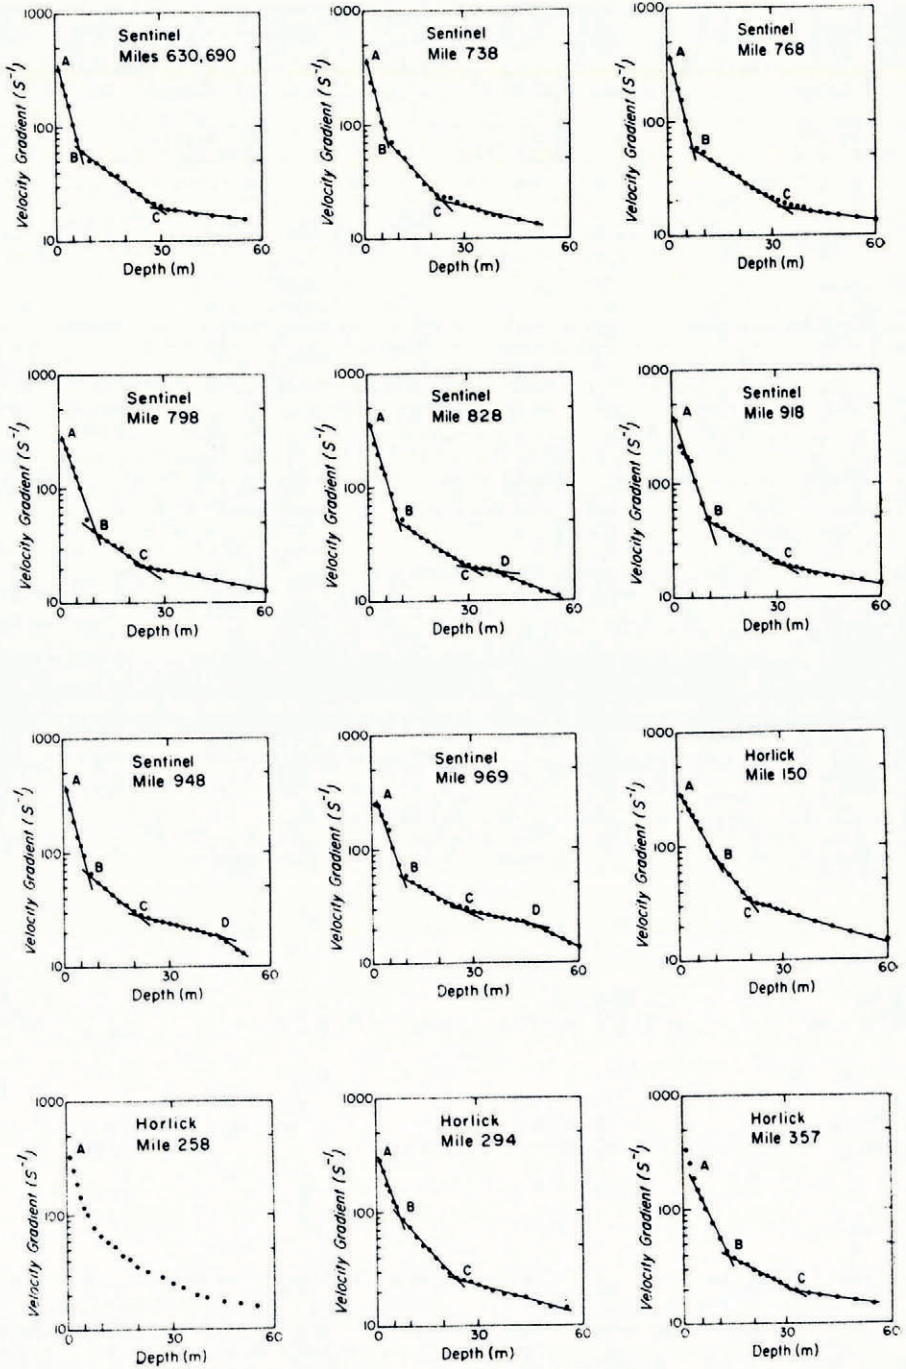 1000
Sentinel
Miles 630,690
A
100
B
C
10
0
30
60
Velocity Gradient (S⁻¹)
Depth (m)
1000
Sentinel
Mile 738
A
100
B
C
10
0
30
60
Velocity Gradient (S⁻¹)
Depth (m)
1000
Sentinel
Mile 768
A
100
B
C
10
0
30
60
Velocity Gradient (S⁻¹)
Depth (m)
1000
Sentinel
Mile 798
A
100
B
C
10
0
30
60
Velocity Gradient (S⁻¹)
Depth (m)
1000
Sentinel
Mile 828
A
100
B
C
D
10
0
30
60
Velocity Gradient (S⁻¹)
Depth (m)
1000
Sentinel
Mile 918
A
100
B
C
10
0
30
60
Velocity Gradient (S⁻¹)
Depth (m)
1000
Sentinel
Mile 948
A
100
B
C
D
10
0
30
60
Velocity Gradient (S⁻¹)
Depth (m)
1000
Sentinel
Mile 969
A
100
B
C
D
10
0
30
60
Velocity Gradient (S⁻¹)
Depth (m)
1000
Horlick
Mile 150
A
100
B
C
10
0
30
60
Velocity Gradient (S⁻¹)
Depth (m)
1000
Horlick
Mile 258
A
100
10
0
30
60
Velocity Gradient (S⁻¹)
Depth (m)
1000
Horlick
Mile 294
A
100
B
C
10
0
30
60
Velocity Gradient (S⁻¹)
Depth (m)
1000
Horlick
Mile 357
A
100
B
C
10
0
30
60
Velocity Gradient (S⁻¹)
Depth (m)